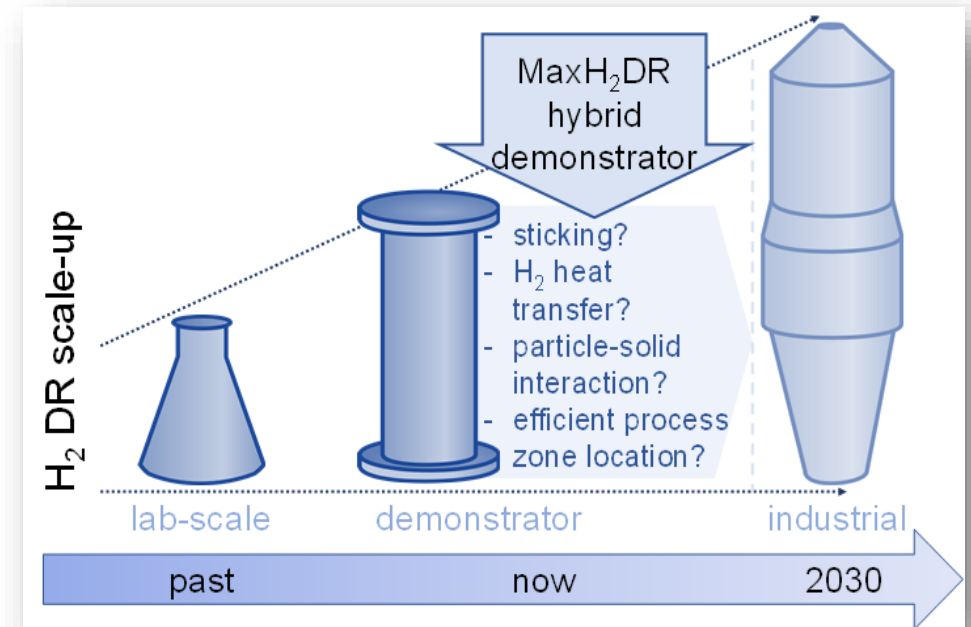 MaxH₂DR
hybrid
demonstrator
H₂ DR scale-up
- sticking?
- H₂ heat
transfer?
- particle-solid
interaction?
- efficient process
zone location?
lab-scale
demonstrator
industrial
past
now
2030